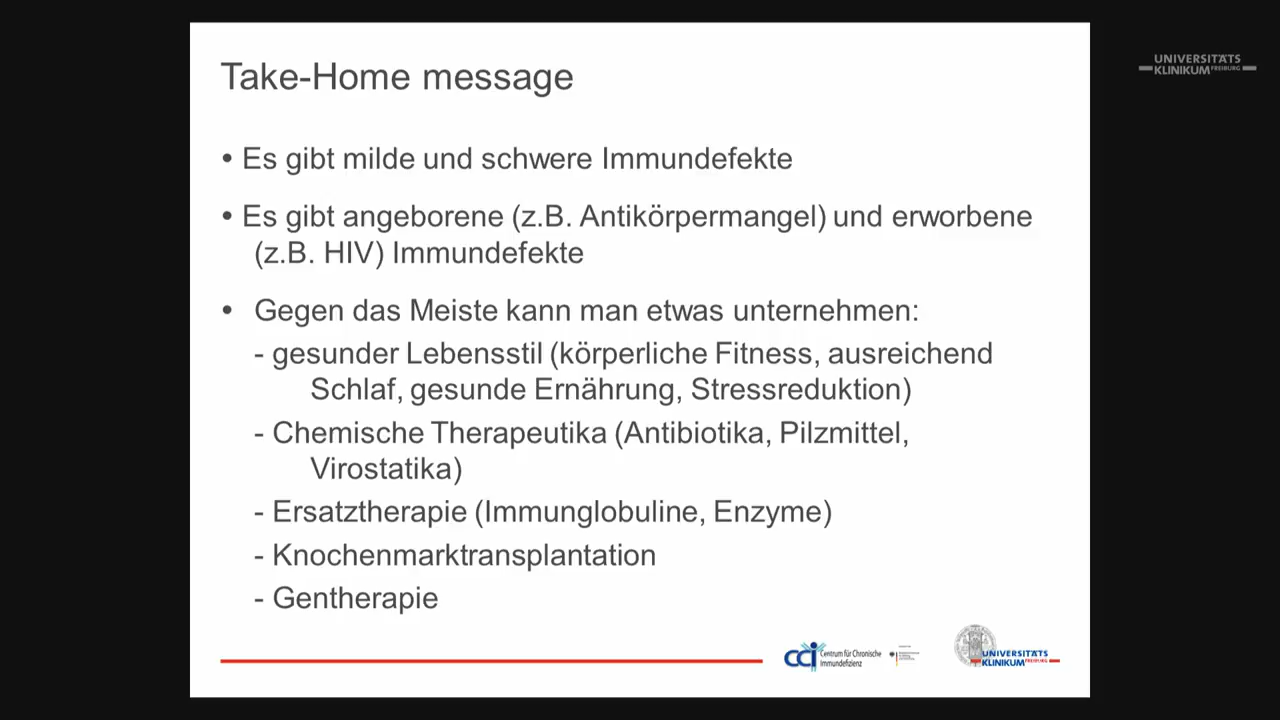 UNIVERSITÄTS
KLINIKUM FREIBURG
Take-Home message
• Es gibt milde und schwere Immundefekte
• Es gibt angeborene (z.B. Antikörpermangel) und erworbene
(z.B. HIV) Immundefekte
• Gegen das Meiste kann man etwas unternehmen:
- gesunder Lebensstil (körperliche Fitness, ausreichend
Schlaf, gesunde Ernährung, Stressreduktion)
- Chemische Therapeutika (Antibiotika, Pilzmittel,
Virostatika)
- Ersatztherapie (Immunglobuline, Enzyme)
- Knochenmarktransplantation
- Gentherapie
cci Centrum für Chronische
Immundefizienz
UNIVERSITÄTS
KLINIKUM FREIBURG